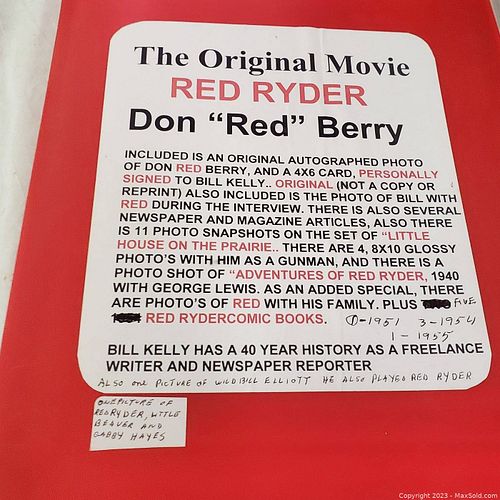 The Original Movie
RED RYDER
Don “Red” Berry
INCLUDED IS AN ORIGINAL AUTOGRAPHED PHOTO
OF DON RED BERRY, AND A 4X6 CARD, PERSONALLY
SIGNED TO BILL KELLY.. ORIGINAL (NOT A COPY OR
REPRINT) ALSO INCLUDED IS THE PHOTO OF BILL WITH
RED DURING THE INTERVIEW. THERE IS ALSO SEVERAL
NEWSPAPER AND MAGAZINE ARTICLES, ALSO THERE
IS 11 PHOTO SNAPSHOTS ON THE SET OF “LITTLE
HOUSE ON THE PRAIRIE.. THERE ARE 4, 8X10 GLOSSY
PHOTO'S WITH HIM AS A GUNMAN, AND THERE IS A
PHOTO SHOT OF “ADVENTURES OF RED RYDER, 1940
WITH GEORGE LEWIS. AS AN ADDED SPECIAL, THERE
ARE PHOTO'S OF RED WITH HIS FAMILY. PLUS FIVE
RED RYDERCOMIC BOOKS. 1-1951 3-1954
1-1955
BILL KELLY HAS A 40 YEAR HISTORY AS A FREELANCE
WRITER AND NEWSPAPER REPORTER
ALSO ONE PICTURE OF WILD BILL ELLIOTT HE ALSO PLAYED RED RYDER
ONE PICTURE OF
RED RYDER, LITTLE
BEAVER AND
GABBY HAYES
Copyright 2023 - MaxSold.com